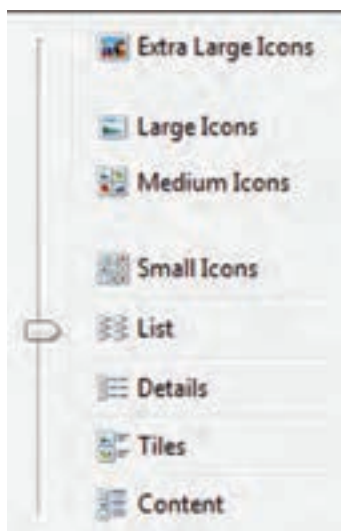 Extra Large Icons
Large Icons
Medium Icons
Small Icons
List
Details
Tiles
Content